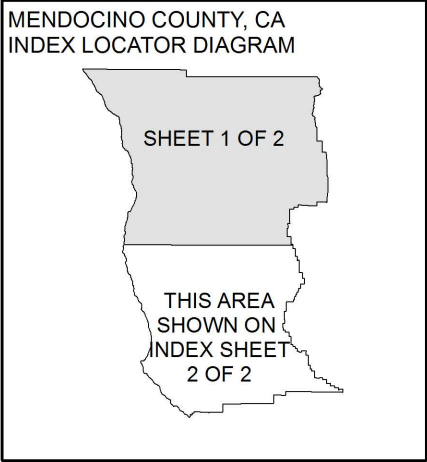 MENDOCINO COUNTY, CA
INDEX LOCATOR DIAGRAM
SHEET 1 OF 2
THIS AREA
SHOWN ON
INDEX SHEET
2 OF 2